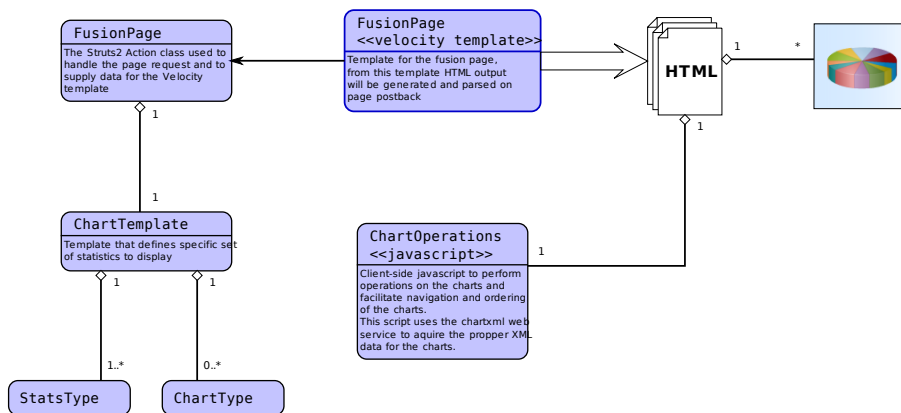 FusionPage
The Struts2 Action class used to
handle the page request and to
supply data for the Velocity
template
FusionPage
<<velocity template>>
Template for the fusion page,
from this template HTML output
will be generated and parsed on
page postback
HTML
1
*
1
1
1
ChartTemplate
Template that defines specific set
of statistics to display
1
1
1..*
0..*
StatsType
ChartType
ChartOperations
<<javascript>>
Client-side javascript to perform
operations on the charts and
facilitate navigation and ordering
of the charts.
This script uses the chartxml web
service to aquire the propper XML
data for the charts.
1